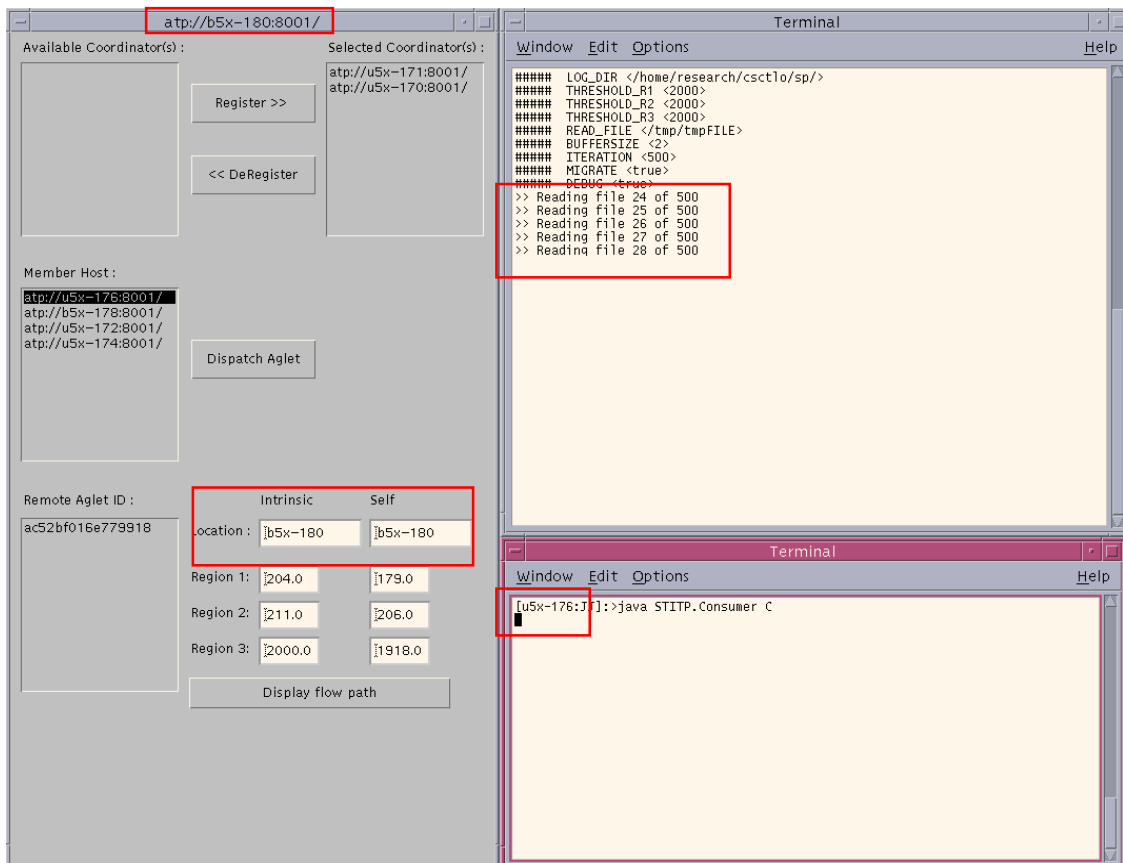 atp://b5x-180:8001/
Available Coordinator(s) :
Selected Coordinator(s) :
atp://u5x-171:8001/
atp://u5x-170:8001/
Register >>
<< DeRegister
Member Host :
atp://u5x-176:8001/
atp://b5x-178:8001/
atp://u5x-172:8001/
atp://u5x-174:8001/
Dispatch Aglet
Remote Aglet ID :
ac52bf016e779918
Intrinsic Self
Location : b5x-180 b5x-180
Region 1: 204.0 179.0
Region 2: 211.0 206.0
Region 3: 2000.0 1918.0
Display flow path
Terminal
Window Edit Options Help
##### LOG_DIR </home/research/csctlo/sp/>
##### THRESHOLD_R1 <2000>
##### THRESHOLD_R2 <2000>
##### THRESHOLD_R3 <2000>
##### READ_FILE </tmp/tmpFILE>
##### BUFFERSIZE <2>
##### ITERATION <500>
##### MIGRATE <true>
##### DEBUG <true>
>> Reading file 24 of 500
>> Reading file 25 of 500
>> Reading file 26 of 500
>> Reading file 27 of 500
>> Reading file 28 of 500
Terminal
Window Edit Options Help
[u5x-176:JJ]:>java STITP.Consumer C